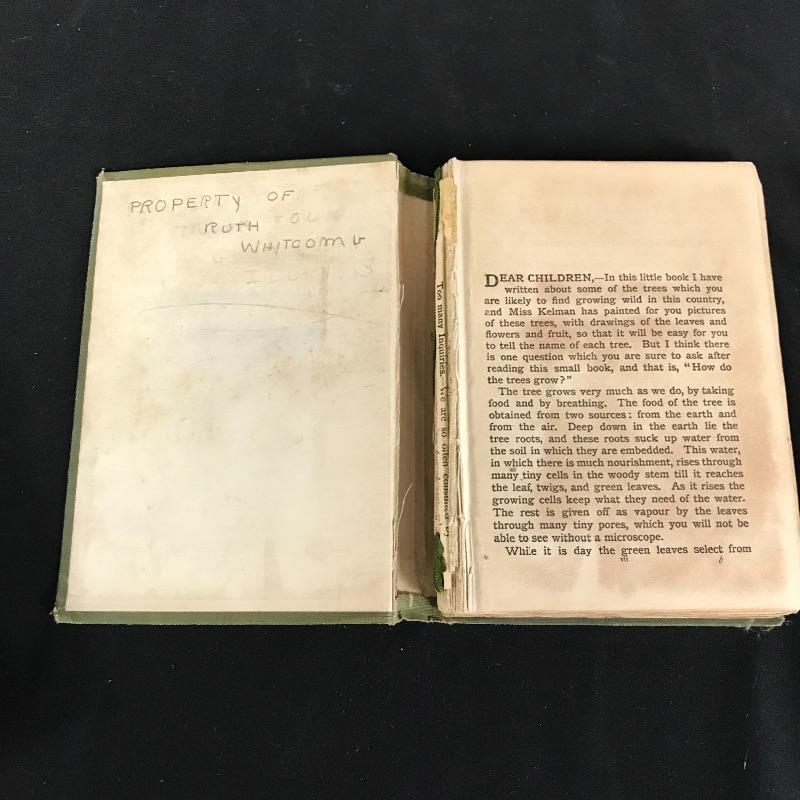 PROPERTY OF
RUTH
WHITCOMB
Too many Inquiries.—We are so often
DEAR CHILDREN,—In this little book I have
written about some of the trees which you
are likely to find growing wild in this country,
and Miss Kelman has painted for you pictures
of these trees, with drawings of the leaves and
flowers and fruit, so that it will be easy for you
to tell the name of each tree. But I think there
is one question which you are sure to ask after
reading this small book, and that is, "How do
the trees grow?"
The tree grows very much as we do, by taking
food and by breathing. The food of the tree is
obtained from two sources: from the earth and
from the air. Deep down in the earth lie the
tree roots, and these roots suck up water from
the soil in which they are embedded. This water,
in which there is much nourishment, rises through
many tiny cells in the woody stem till it reaches
the leaf, twigs, and green leaves. As it rises the
growing cells keep what they need of the water.
The rest is given off as vapour by the leaves
through many tiny pores, which you will not be
able to see without a microscope.
While it is day the green leaves select from
vii b